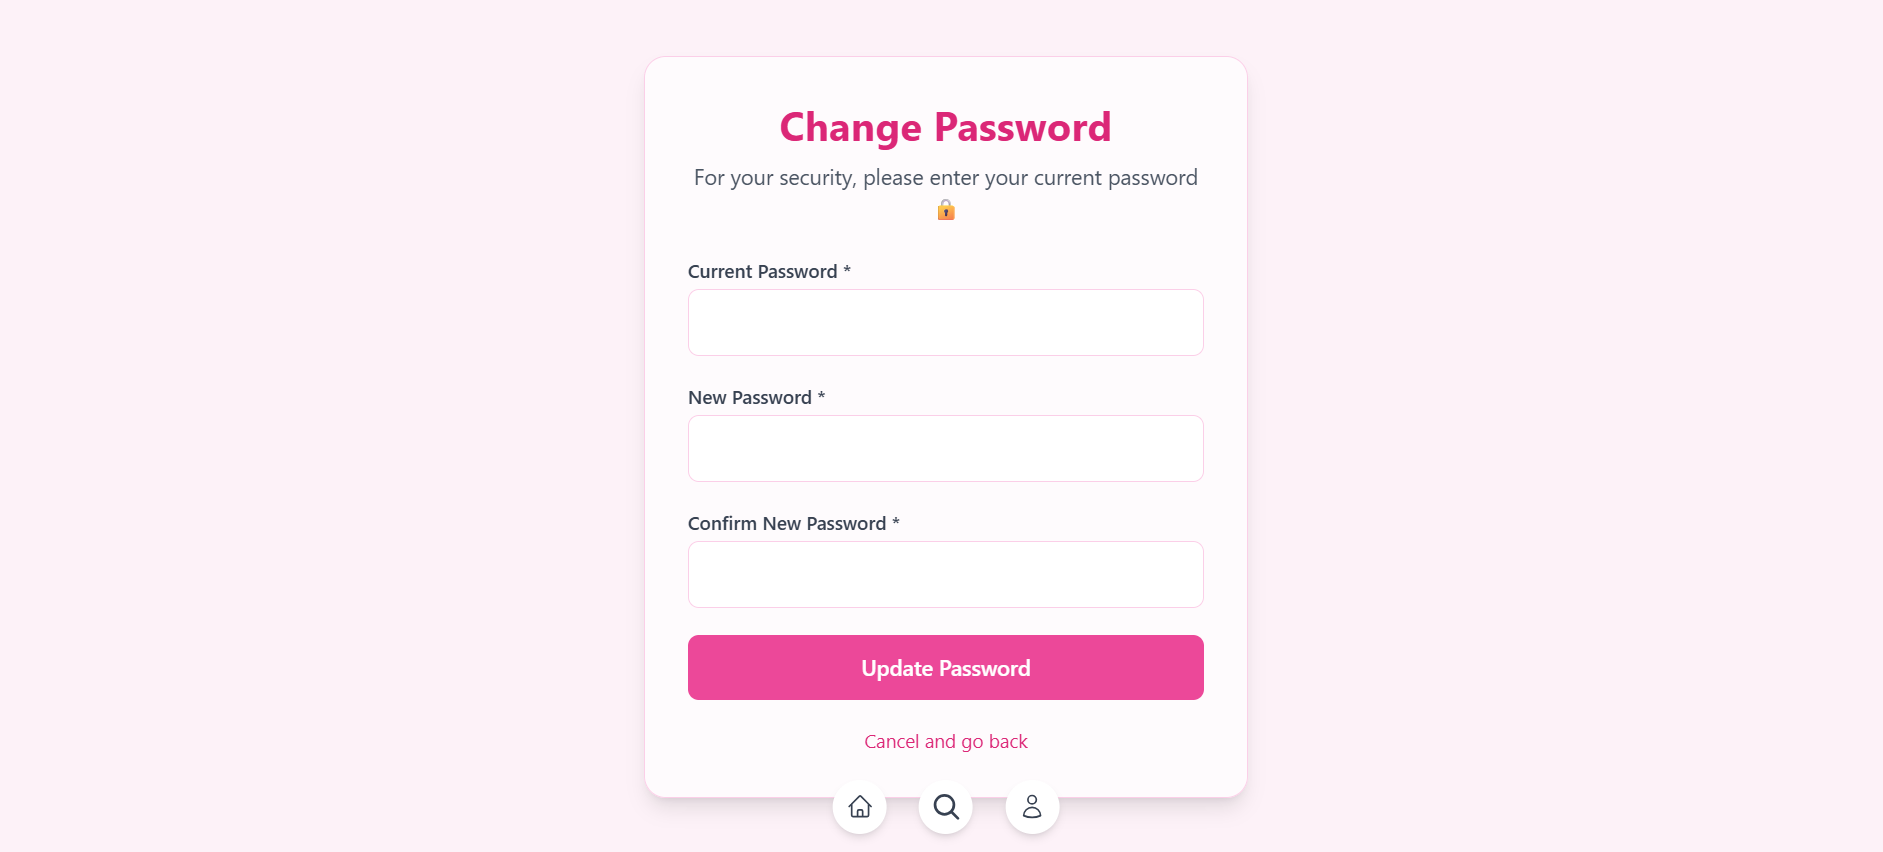 Change Password
For your security, please enter your current password
🔒
Current Password *
New Password *
Confirm New Password *
Update Password
Cancel and go back